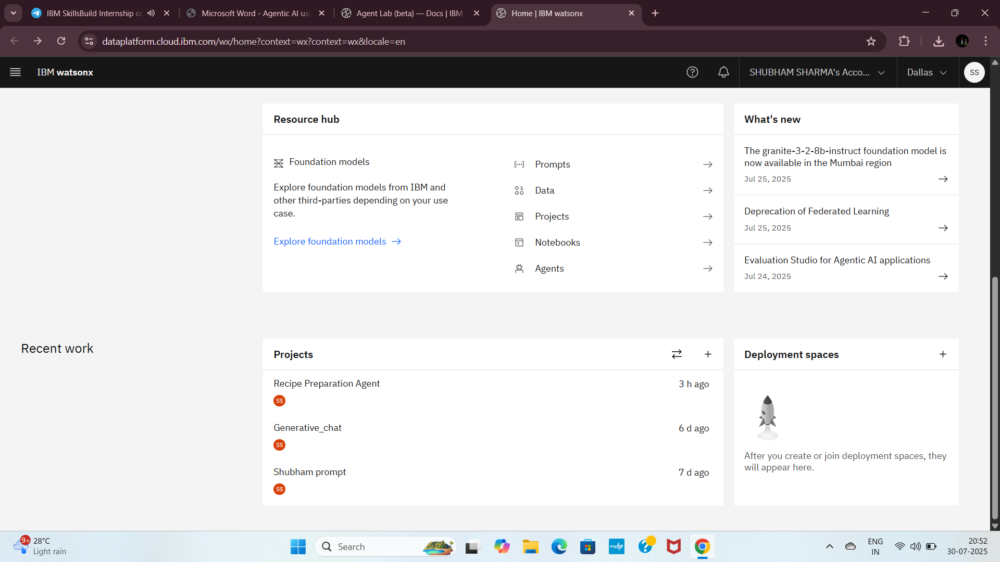 IBM SkillsBuild Internship or
Microsoft Word - Agentic AI usi
Agent Lab (beta) — Docs | IBM
Home | IBM watsonx
dataplatform.cloud.ibm.com/wx/home?context=wx?context=wx&locale=en
IBM watsonx
SHUBHAM SHARMA's Acco...
Dallas
SS
Resource hub
Foundation models
Explore foundation models from IBM and
other third-parties depending on your use
case.
Explore foundation models
Prompts
Data
Projects
Notebooks
Agents
What's new
The granite-3-2-8b-instruct foundation model is
now available in the Mumbai region
Jul 25, 2025
Deprecation of Federated Learning
Jul 25, 2025
Evaluation Studio for Agentic AI applications
Jul 24, 2025
Recent work
Projects
Recipe Preparation Agent
3 h ago
SS
Generative_chat
6 d ago
SS
Shubham prompt
7 d ago
SS
Deployment spaces
After you create or join deployment spaces, they
will appear here.
9+
28°C
Light rain
Search
myhp
ENG
IN
20:52
30-07-2025